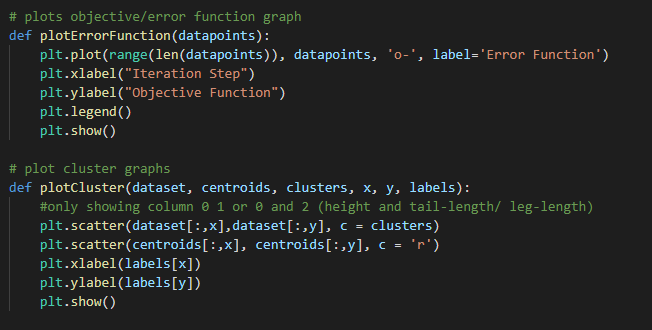 # plots objective/error function graph
def plotErrorFunction(datapoints):
    plt.plot(range(len(datapoints)), datapoints, 'o-', label='Error Function')
    plt.xlabel("Iteration Step")
    plt.ylabel("Objective Function")
    plt.legend()
    plt.show()

# plot cluster graphs
def plotCluster(dataset, centroids, clusters, x, y, labels):
    #only showing column 0 1 or 0 and 2 (height and tail-length/ leg-length)
    plt.scatter(dataset[:,x],dataset[:,y], c = clusters)
    plt.scatter(centroids[:,x], centroids[:,y], c = 'r')
    plt.xlabel(labels[x])
    plt.ylabel(labels[y])
    plt.show()